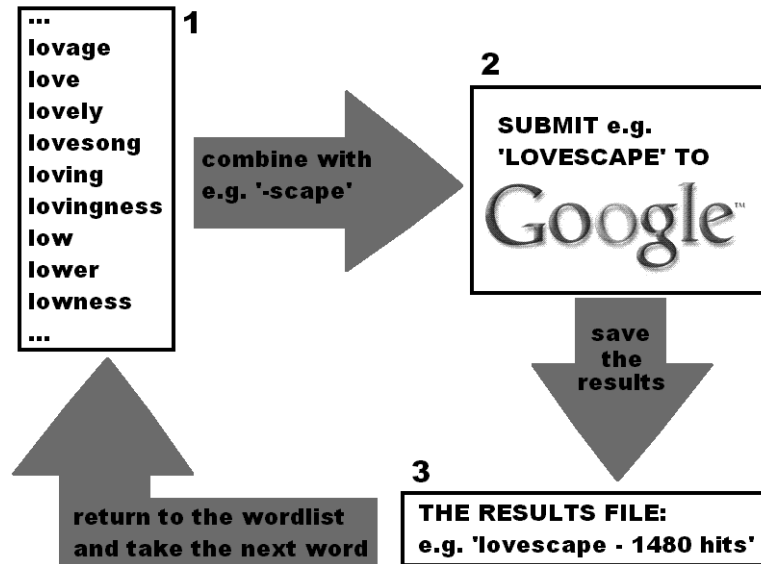 ...
1
lovage
love
lovely
lovesong
loving
lovingness
low
lower
lowness
...
combine with
e.g. '-scape'
2
SUBMIT e.g.
'LOVESCAPE' TO
Google™
save
the
results
3
THE RESULTS FILE:
e.g. 'lovescape - 1480 hits'
return to the wordlist
and take the next word